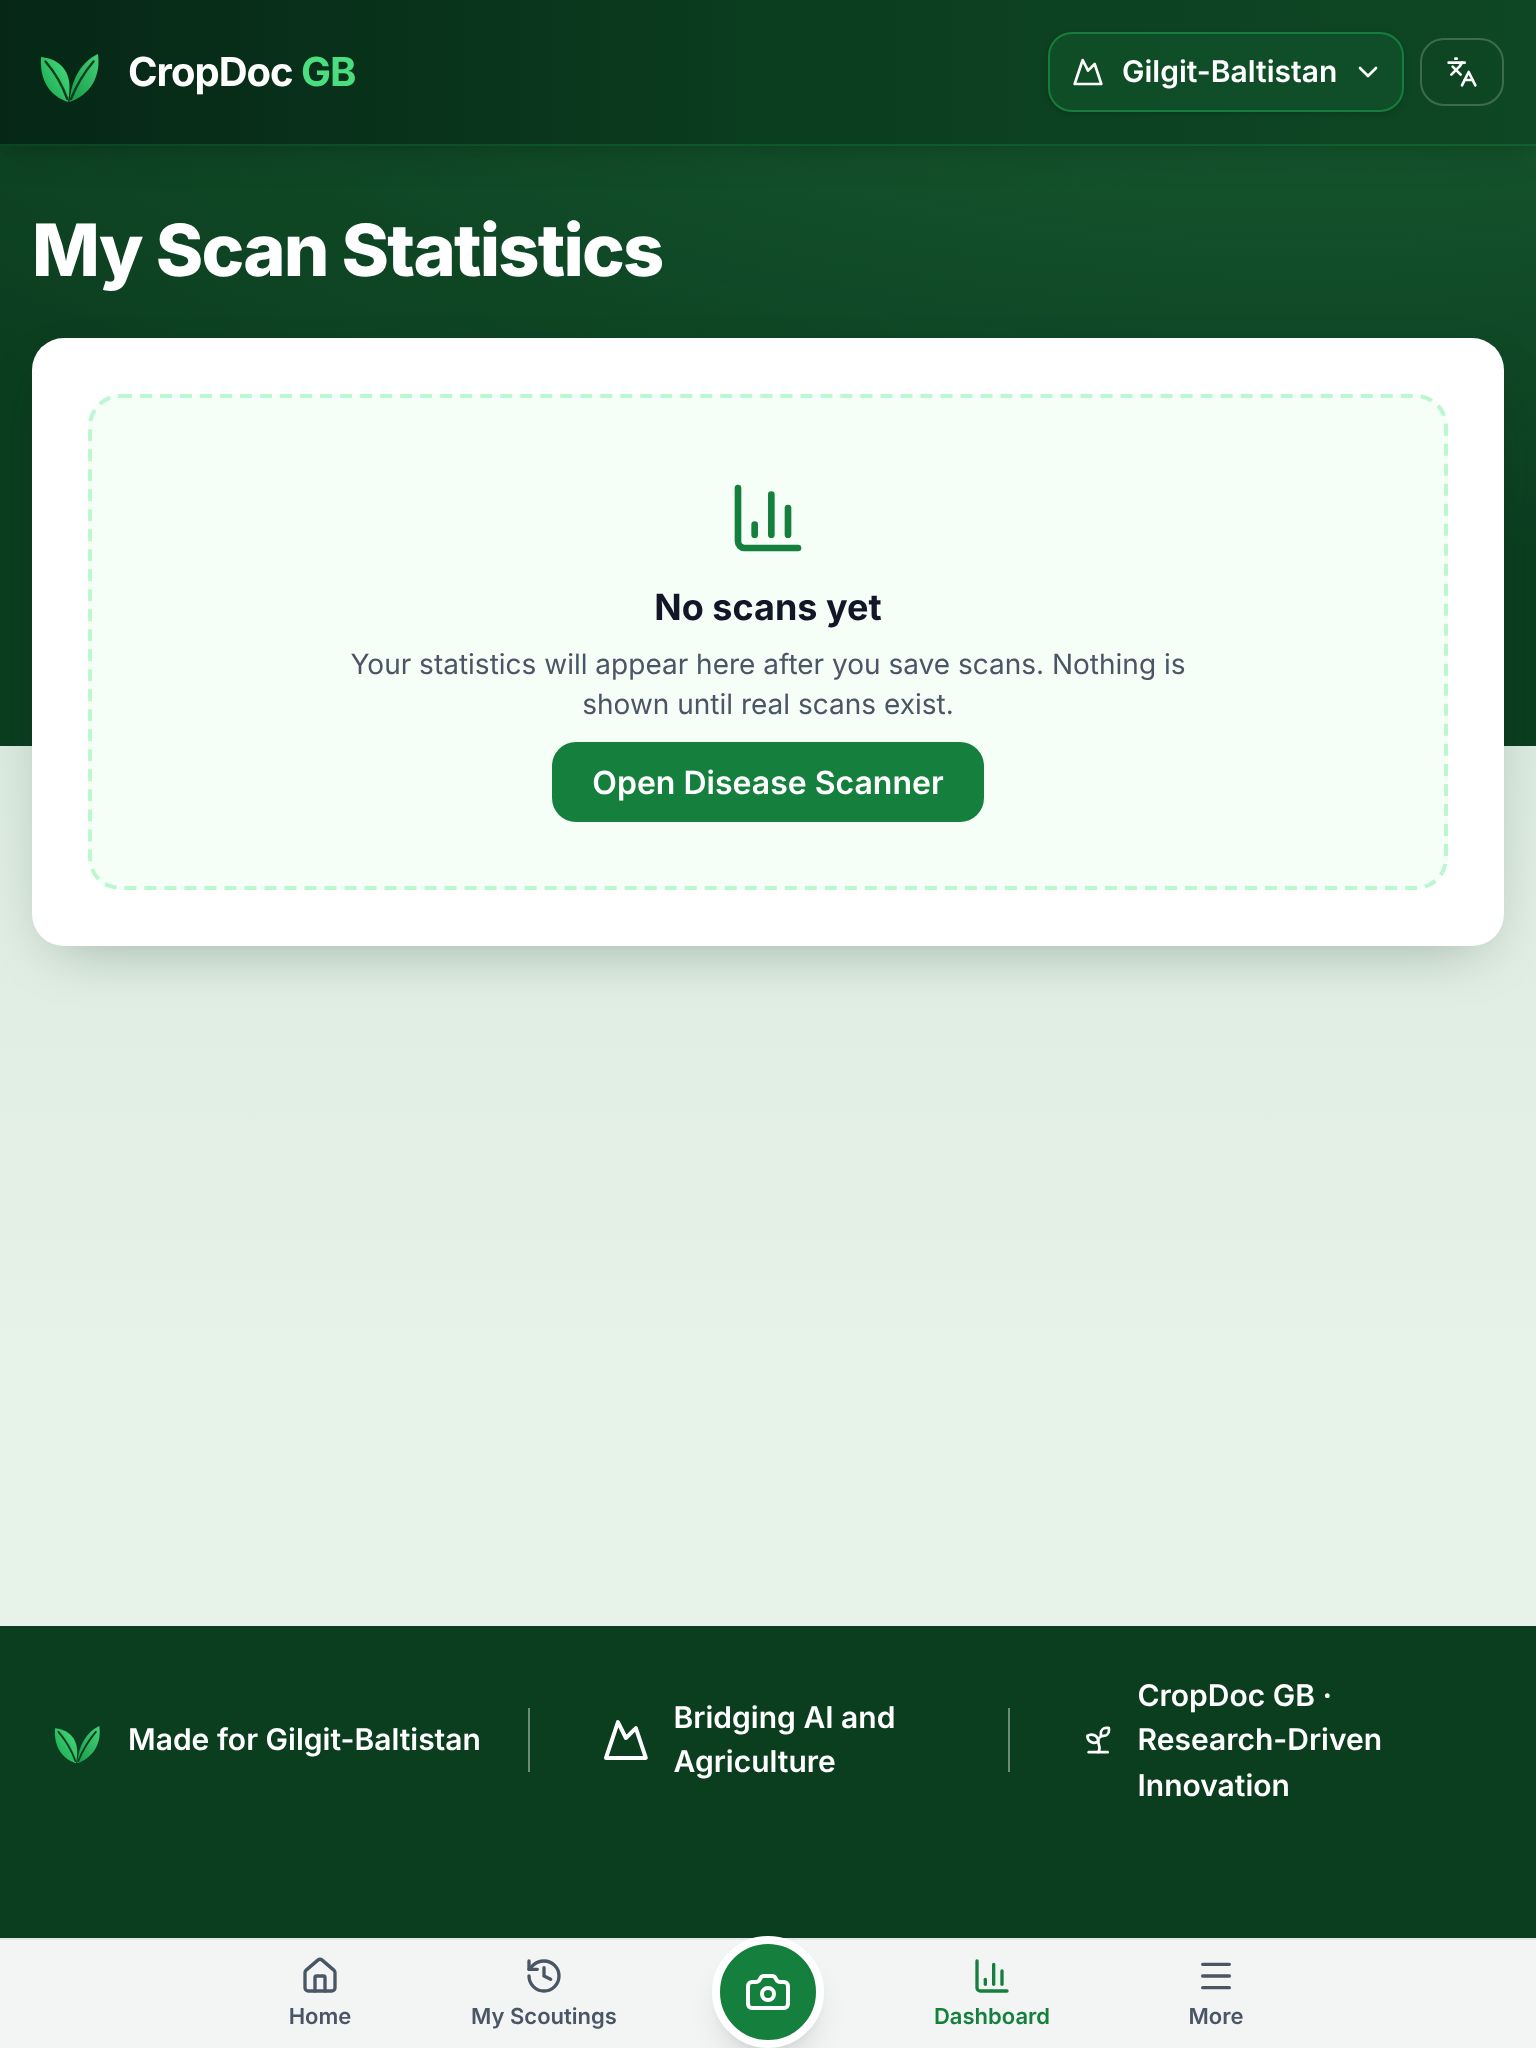 CropDoc GB
Gilgit-Baltistan
My Scan Statistics
No scans yet
Your statistics will appear here after you save scans. Nothing is
shown until real scans exist.
Open Disease Scanner
Made for Gilgit-Baltistan
Bridging AI and
Agriculture
CropDoc GB ·
Research-Driven
Innovation
Home
My Scoutings
Dashboard
More